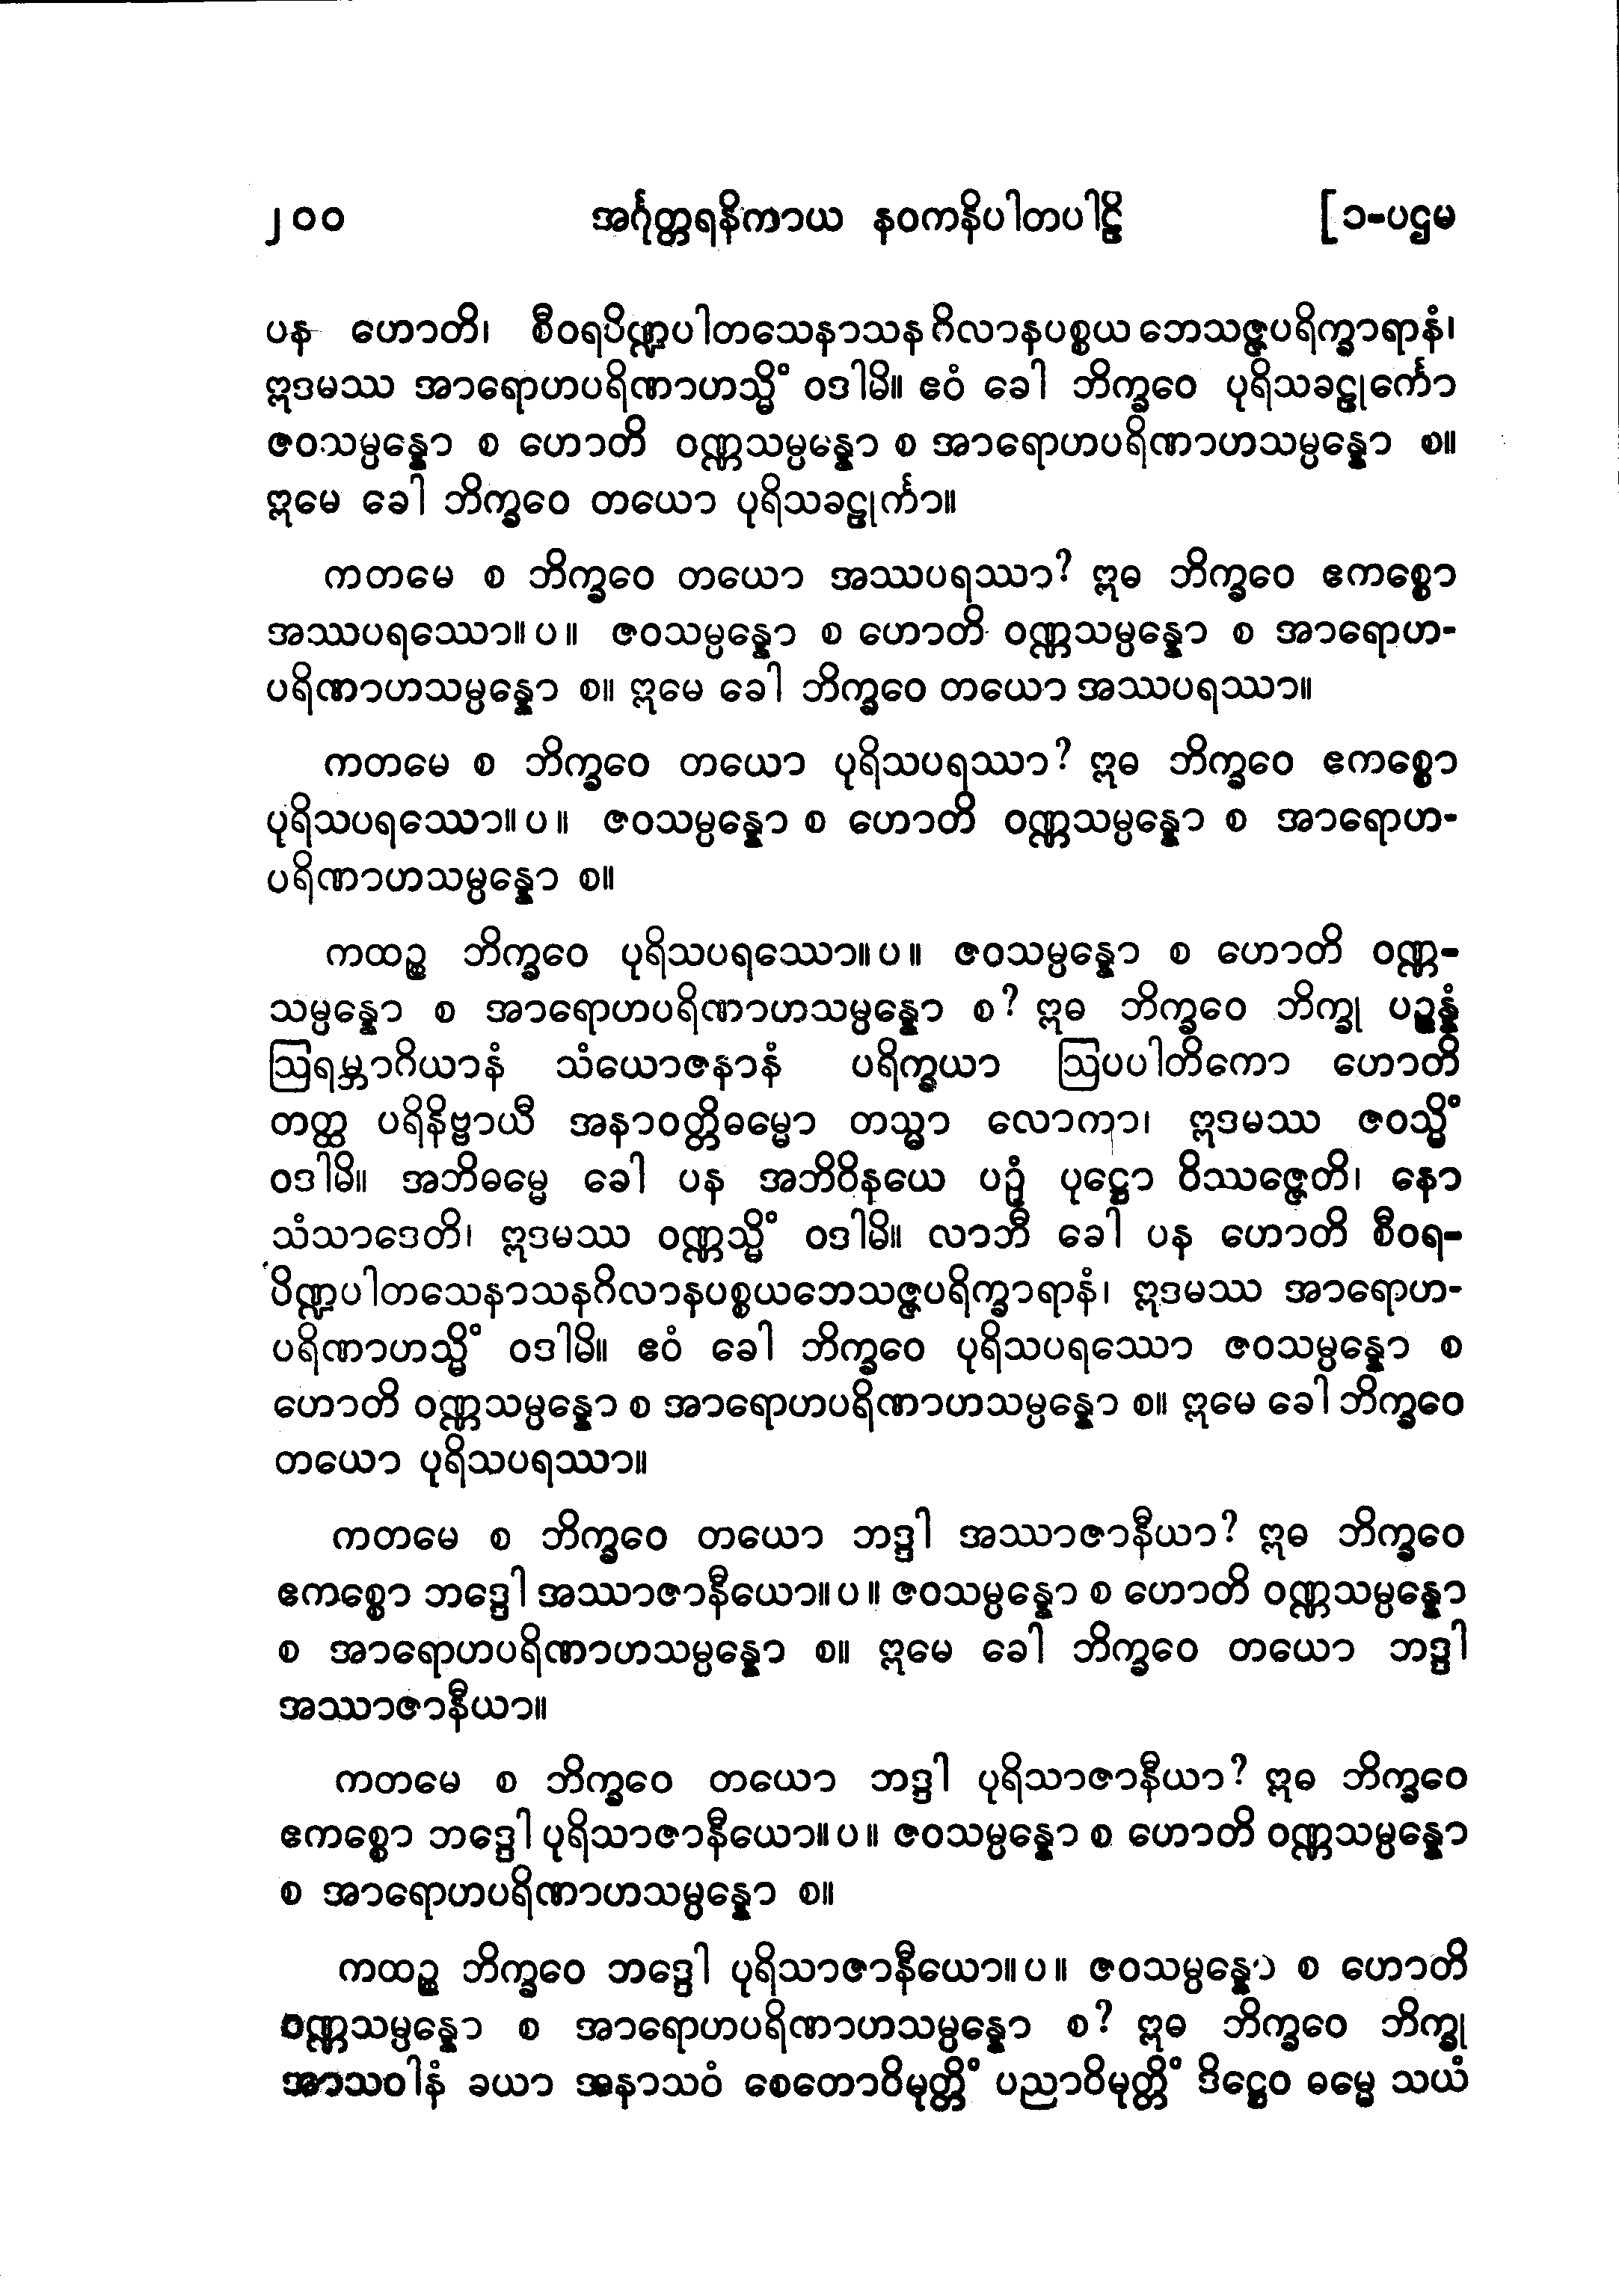 ၂၀၀ အင်္ဂုတ္တရနိကာယ နဝကနိပါတပါဠိ [၁-ပဌမ
ပန ဟောတိ၊ စီဝရပိဏ္ဍပါတသေနာသန ဂိလာနပစ္စယ ဘေသဇ္ဇပရိက္ခာရာနံ၊
ဣဒမဿ အာရောဟပရိဏာဟသ္မိံ ဝဒါမိ။ ဧဝံ ခေါ ဘိက္ခဝေ ပုရိသခဠုင်္ကော
ဇဝသမ္ပန္နော စ ဟောတိ ဝဏ္ဏသမ္ပန္နော စ အာရောဟပရိဏာဟသမ္ပန္နော စ။
ဣမေ ခေါ ဘိက္ခဝေ တယော ပုရိသခဠုင်္ကာ။
ကတမေ စ ဘိက္ခဝေ တယော အဿပရဿာ? ဣဓ ဘိက္ခဝေ ဧကစ္စော
အဿပရဿော။ပ။ ဇဝသမ္ပန္နော စ ဟောတိ ဝဏ္ဏသမ္ပန္နော စ အာရောဟ-
ပရိဏာဟသမ္ပန္နော စ။ ဣမေ ခေါ ဘိက္ခဝေ တယော အဿပရဿာ။
ကတမေ စ ဘိက္ခဝေ တယော ပုရိသပရဿာ? ဣဓ ဘိက္ခဝေ ဧကစ္စော
ပုရိသပရဿော။ပ။ ဇဝသမ္ပန္နော စ ဟောတိ ဝဏ္ဏသမ္ပန္နော စ အာရောဟ-
ပရိဏာဟသမ္ပန္နော စ။
ကထဉ္စ ဘိက္ခဝေ ပုရိသပရဿော။ပ။ ဇဝသမ္ပန္နော စ ဟောတိ ဝဏ္ဏ-
သမ္ပန္နော စ အာရောဟပရိဏာဟသမ္ပန္နော စ? ဣဓ ဘိက္ခဝေ ဘိက္ခု ပဉ္စန္နံ
ဩရမ္ဘာဂိယာနံ သံယောဇနာနံ ပရိက္ခယာ ဩပပါတိကော ဟောတိ
တတ္ထ ပရိနိဗ္ဗာယီ အနာဝတ္တိဓမ္မော တသ္မာ လောကာ၊ ဣဒမဿ ဇဝသ္မိံ
ဝဒါမိ။ အဘိဓမ္မေ ခေါ ပန အဘိဝိနယေ ပဉှံ ပုဋ္ဌော ဝိဿဇ္ဇေတိ၊ နော
သံသာဒေတိ၊ ဣဒမဿ ဝဏ္ဏသ္မိံ ဝဒါမိ။ လာဘီ ခေါ ပန ဟောတိ စီဝရ-
ပိဏ္ဍပါတသေနာသနဂိလာနပစ္စယဘေသဇ္ဇပရိက္ခာရာနံ၊ ဣဒမဿ အာရောဟ-
ပရိဏာဟသ္မိံ ဝဒါမိ။ ဧဝံ ခေါ ဘိက္ခဝေ ပုရိသပရဿော ဇဝသမ္ပန္နော စ
ဟောတိ ဝဏ္ဏသမ္ပန္နော စ အာရောဟပရိဏာဟသမ္ပန္နော စ။ ဣမေ ခေါ ဘိက္ခဝေ
တယော ပုရိသပရဿာ။
ကတမေ စ ဘိက္ခဝေ တယော ဘဒ္ဒါ အဿာဇာနီယာ? ဣဓ ဘိက္ခဝေ
ဧကစ္စော ဘဒ္ဒေါ အဿာဇာနီယော။ပ။ ဇဝသမ္ပန္နော စ ဟောတိ ဝဏ္ဏသမ္ပန္နော
စ အာရောဟပရိဏာဟသမ္ပန္နော စ။ ဣမေ ခေါ ဘိက္ခဝေ တယော ဘဒ္ဒါ
အဿာဇာနီယာ။
ကတမေ စ ဘိက္ခဝေ တယော ဘဒ္ဒါ ပုရိသာဇာနီယာ? ဣဓ ဘိက္ခဝေ
ဧကစ္စော ဘဒ္ဒေါ ပုရိသာဇာနီယော။ပ။ ဇဝသမ္ပန္နော စ ဟောတိ ဝဏ္ဏသမ္ပန္နော
စ အာရောဟပရိဏာဟသမ္ပန္နော စ။
ကထဉ္စ ဘိက္ခဝေ ဘဒ္ဒေါ ပုရိသာဇာနီယော။ပ။ ဇဝသမ္ပန္နော စ ဟောတိ
ဝဏ္ဏသမ္ပန္နော စ အာရောဟပရိဏာဟသမ္ပန္နော စ? ဣဓ ဘိက္ခဝေ ဘိက္ခု
အာသဝါနံ ခယာ အနာသဝံ စေတောဝိမုတ္တိံ ပညာဝိမုတ္တိံ ဒိဋ္ဌေဝ ဓမ္မေ သယံ